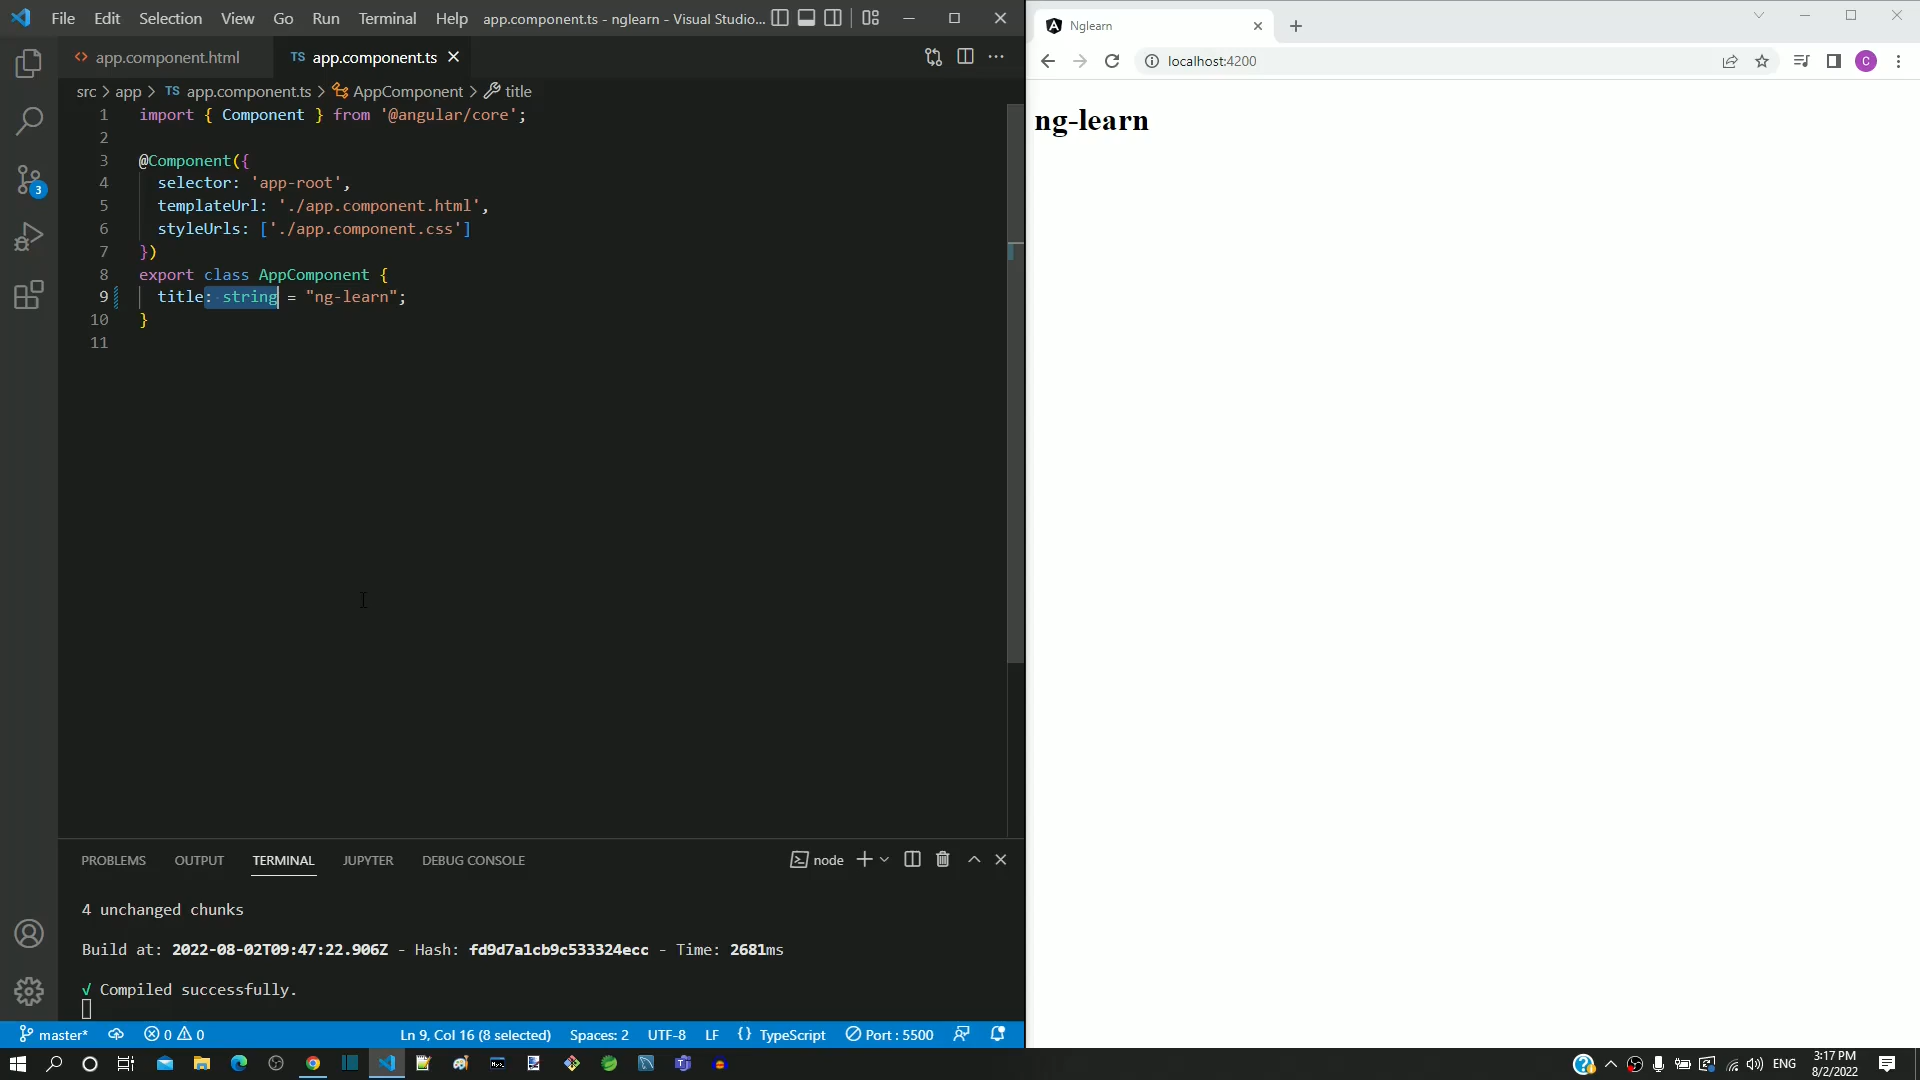 File Edit Selection View Go Run Terminal Help app.component.ts - nglearn - Visual Studio...
app.component.html
TS app.component.ts
src > app > TS app.component.ts > AppComponent > title
1 import { Component } from '@angular/core';
2
3 @Component({
4 selector: 'app-root',
5 templateUrl: './app.component.html',
6 styleUrls: ['./app.component.css']
7 })
8 export class AppComponent {
9 title: string = "ng-learn";
10 }
11
PROBLEMS OUTPUT TERMINAL JUPYTER DEBUG CONSOLE
node
4 unchanged chunks
Build at: 2022-08-02T09:47:22.906Z - Hash: fd9d7a1cb9c533324ecc - Time: 2681ms
√ Compiled successfully.
3
master* 0 0 Ln 9, Col 16 (8 selected) Spaces: 2 UTF-8 LF {} TypeScript Port : 5500
Nglearn
localhost:4200
C
ng-learn
ENG
3:17 PM
8/2/2022